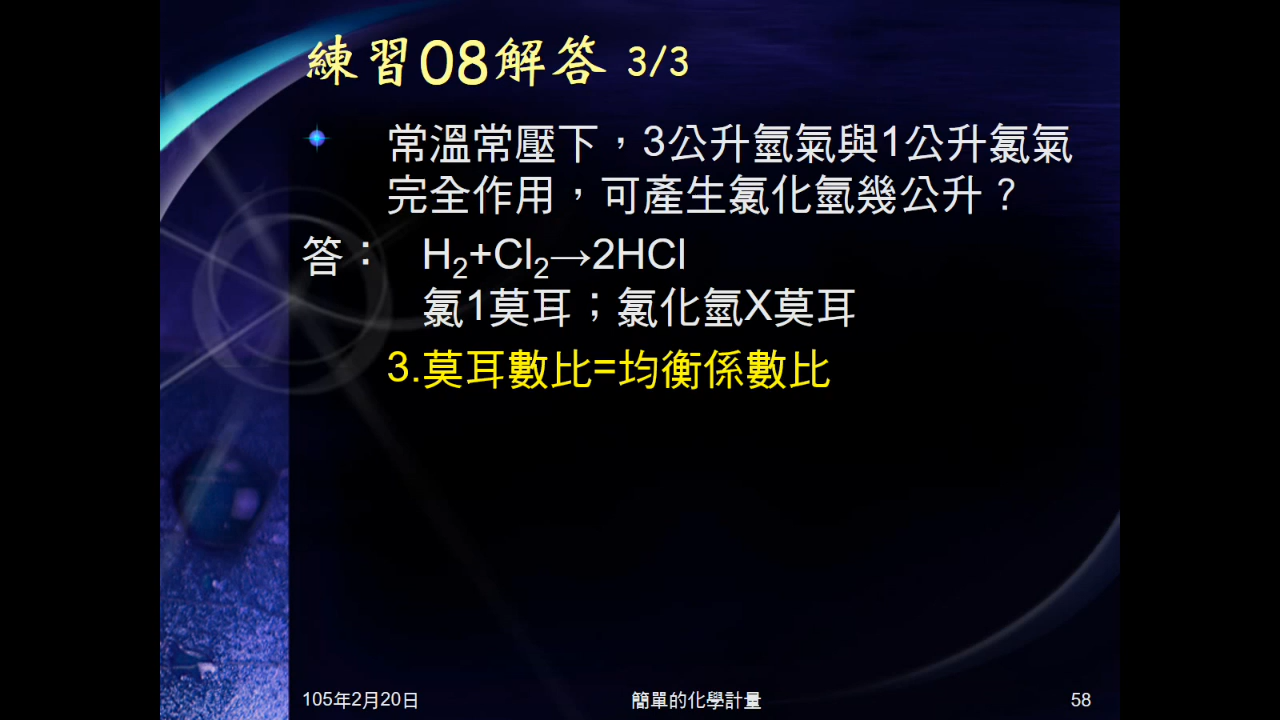 練習08解答 3/3
常溫常壓下，3公升氫氣與1公升氯氣
完全作用，可產生氯化氫幾公升？
答： H₂+Cl₂→2HCl
氯1莫耳；氯化氫X莫耳
3.莫耳數比=均衡係數比
105年2月20日 簡單的化學計量 58